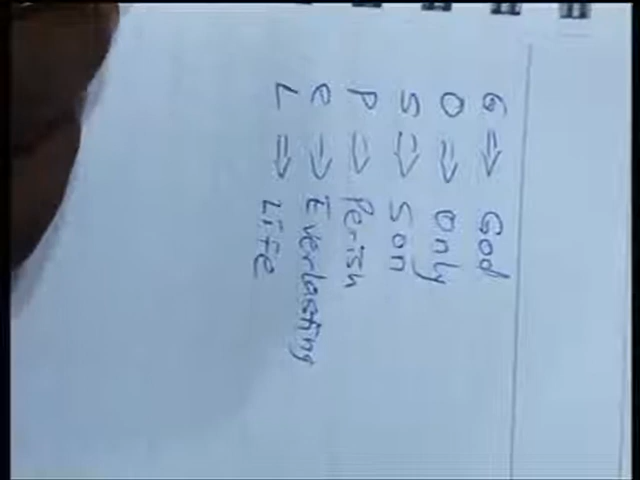 G ⇒ God
O ⇒ Only
S ⇒ Son
P ⇒ Perish
e ⇒ Everlasting
L ⇒ Life